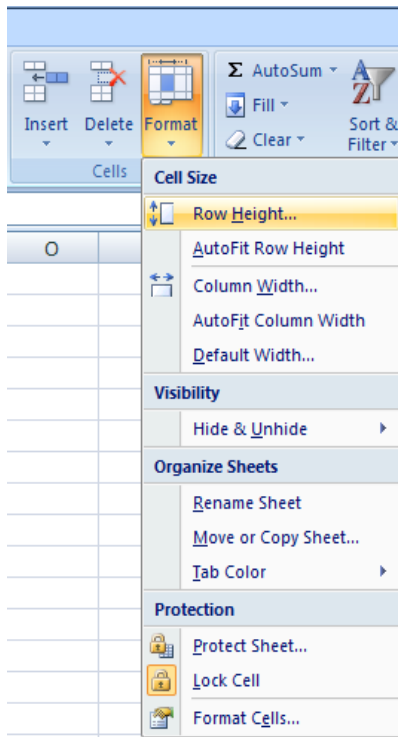 Insert Delete Format
Σ AutoSum
Fill
Clear
Sort &
Filter
Cells
O
Cell Size
Row Height...
AutoFit Row Height
Column Width...
AutoFit Column Width
Default Width...
Visibility
Hide & Unhide
Organize Sheets
Rename Sheet
Move or Copy Sheet...
Tab Color
Protection
Protect Sheet...
Lock Cell
Format Cells...